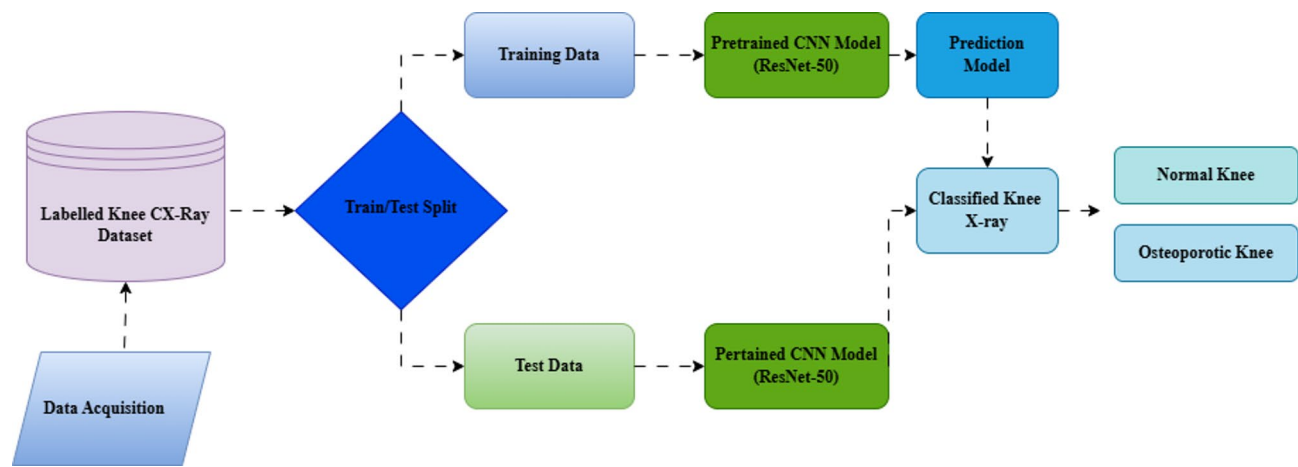 Training Data
Pretrained CNN Model
(ResNet-50)
Prediction
Model
Labelled Knee CX-Ray
Dataset
Train/Test Split
Classified Knee
X-ray
Normal Knee
Osteoporotic Knee
Test Data
Pertained CNN Model
(ResNet-50)
Data Acquisition